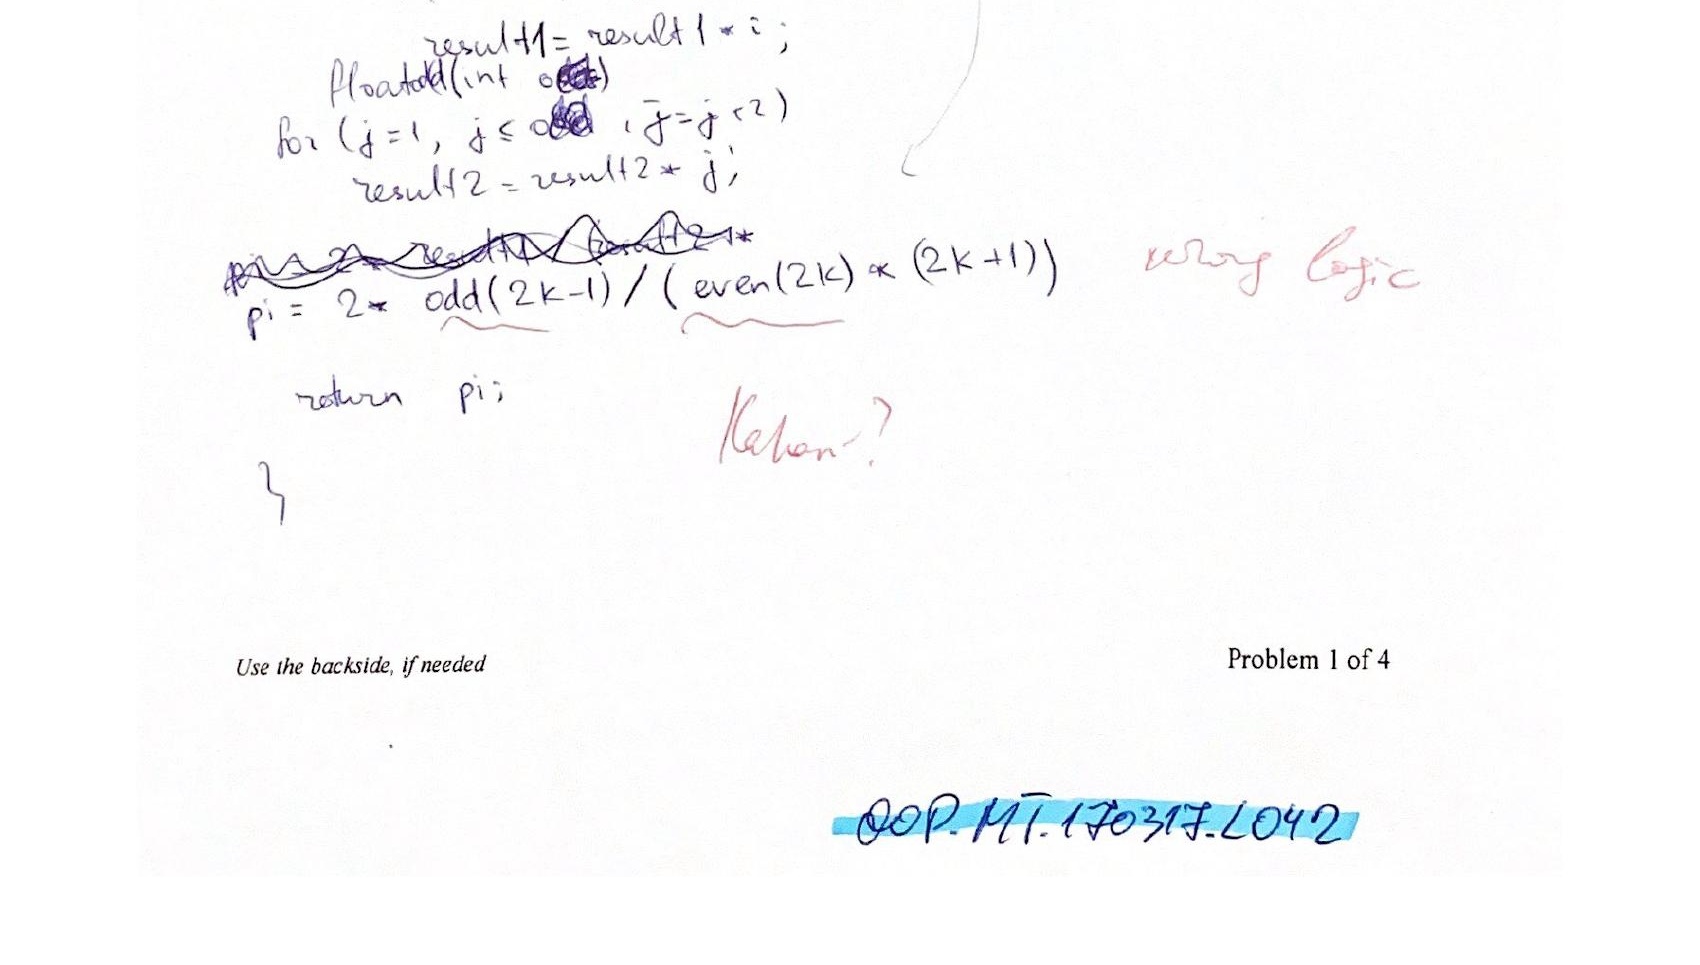 result1 = result1 * i ;
float odd(int
for (j=1, j ≤ odd , j=j+2)
result2 = result2 * j;
pi = 2* odd(2k-1) / (even(2k) * (2k+1)) wrong logic
return pi;
Kahan ?
}
Use the backside, if needed
Problem 1 of 4
OOP.MT.170317.L042